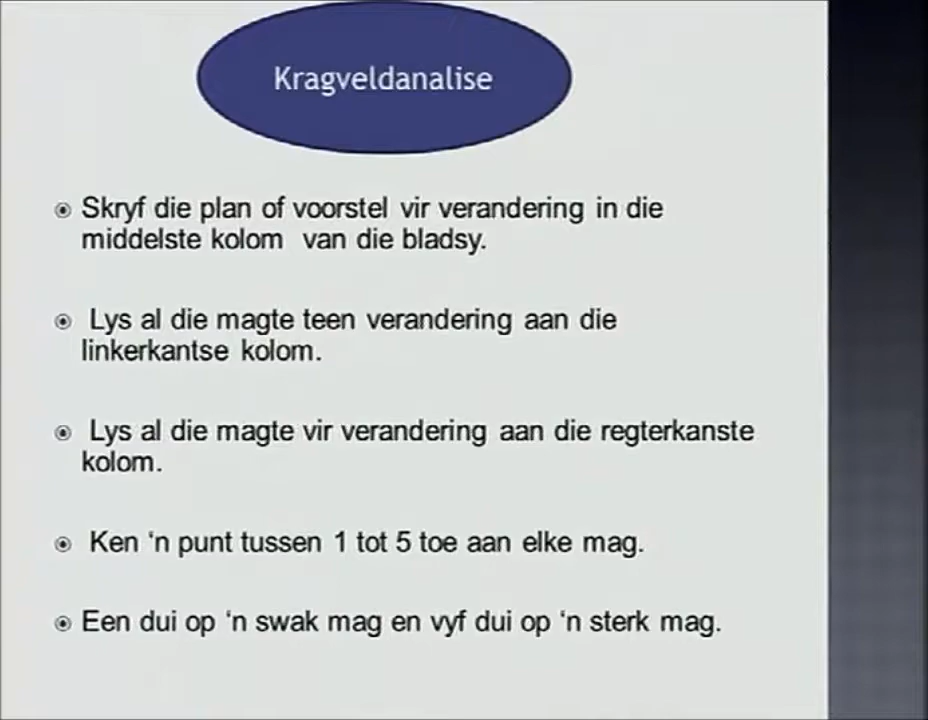 Kragveldanalise
Skryf die plan of voorstel vir verandering in die
middelste kolom van die bladsy.
Lys al die magte teen verandering aan die
linkerkantse kolom.
Lys al die magte vir verandering aan die regterkanste
kolom.
Ken ‘n punt tussen 1 tot 5 toe aan elke mag.
Een dui op ‘n swak mag en vyf dui op ‘n sterk mag.